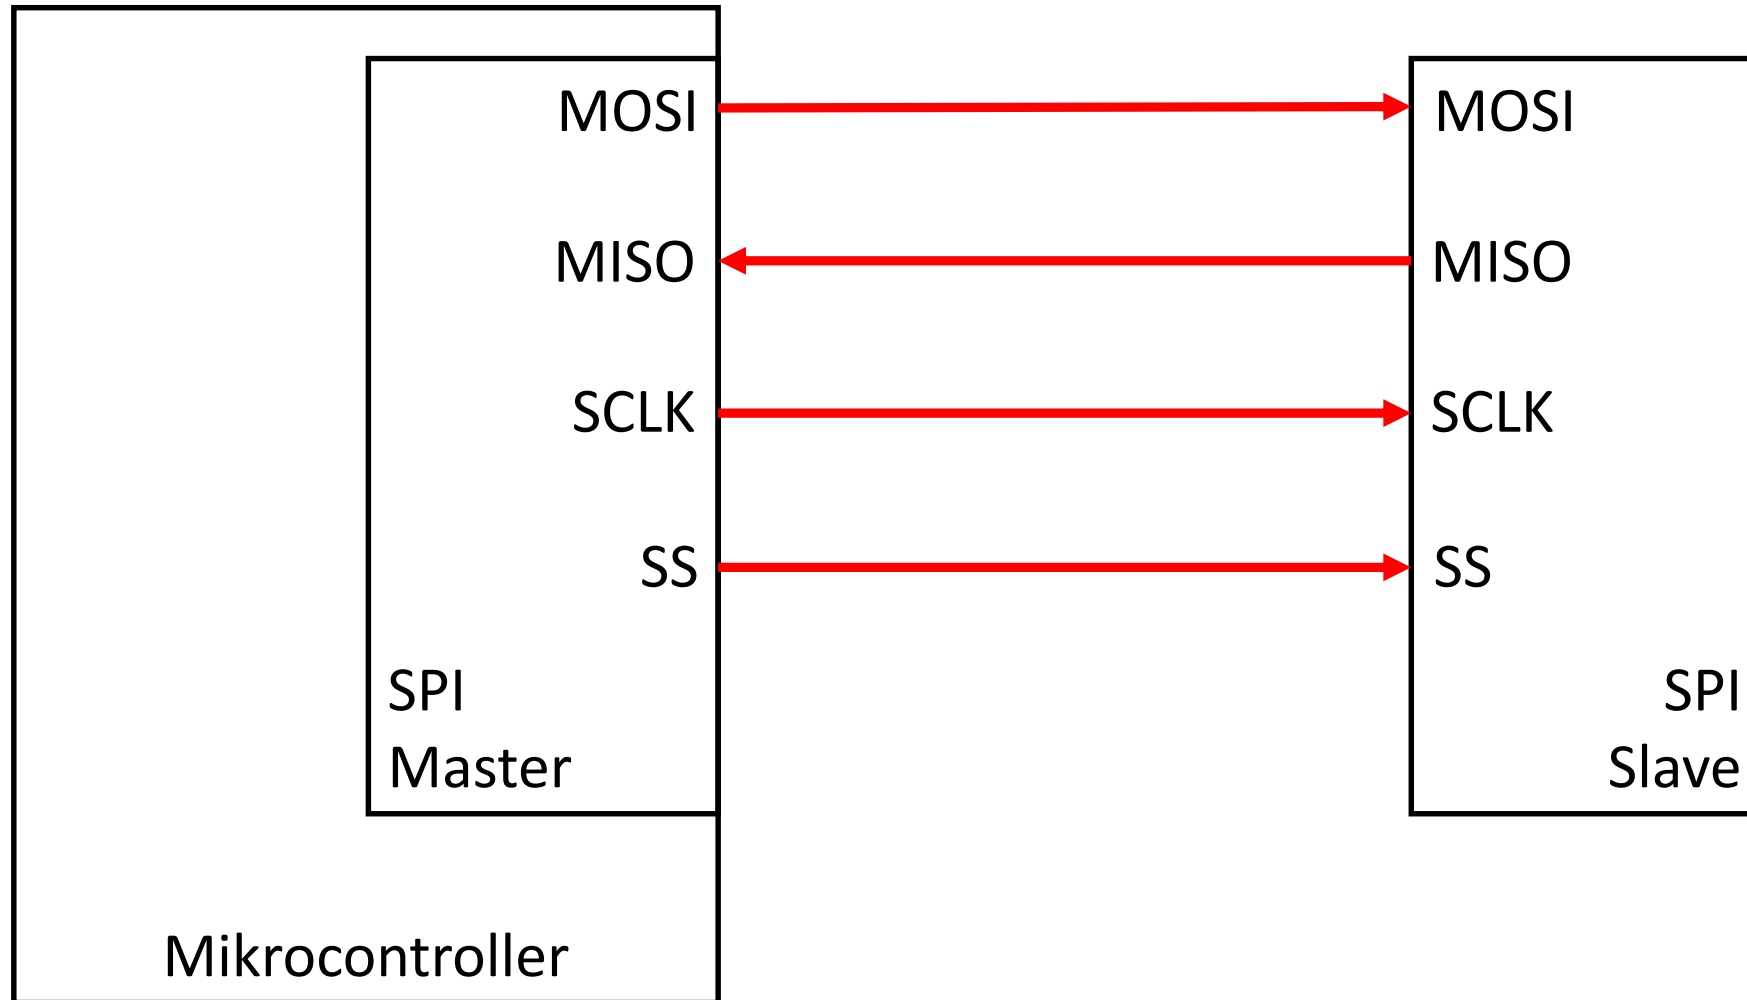 MOSI
MOSI
MISO
MISO
SCLK
SCLK
SS
SS
SPI
Master
SPI
Slave
Mikrocontroller